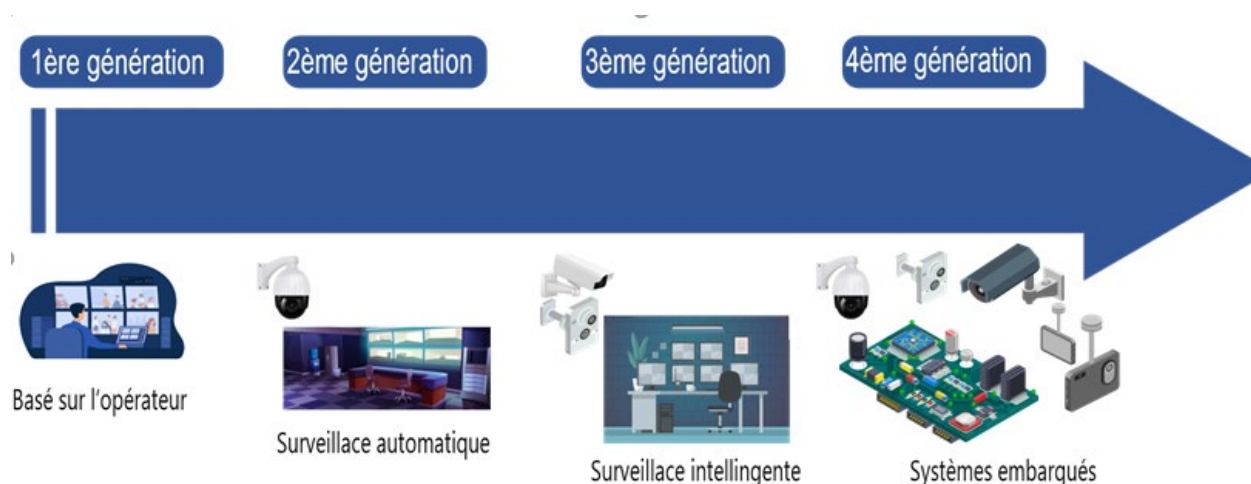 1ère génération
2ème génération
3ème génération
4ème génération
Basé sur l'opérateur
Surveillace automatique
Surveillace intellingente
Systèmes embarqués